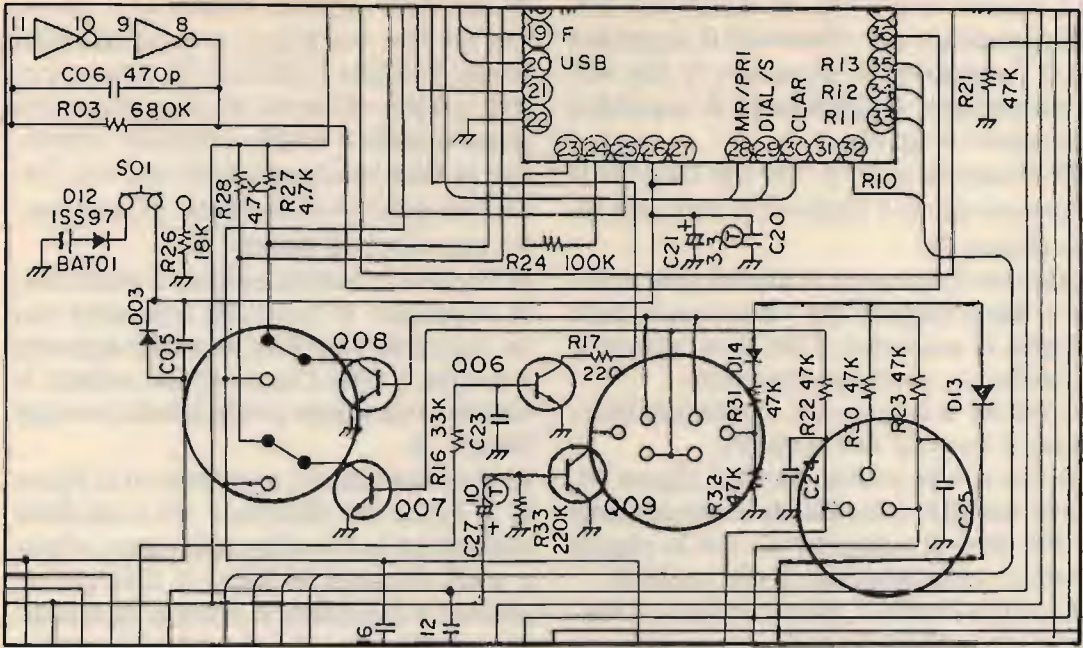 11 10 9 8
C06 470p
R03 680K
19 F
20 USB
21
22
23 24 25 26 27 28 29 30 31 32
MR/PRI
DIAL/S
CLAR
36
R13 35
R12 34
R11 33
R10
R21
47K
S01
D12
1SS97
BAT01
R26
18K
R28
4.7K
R27
4.7K
R24 100K
C21 +
3.3 T
C20
D03
C05
Q08
Q07
Q06
R17
220
R16 33K
C23
C27 10 T
+
R33
220K
Q09
D14
R31
47K
R32
47K
R22 47K
R30 47K
R23 47K
D13
C24
C25
16
12